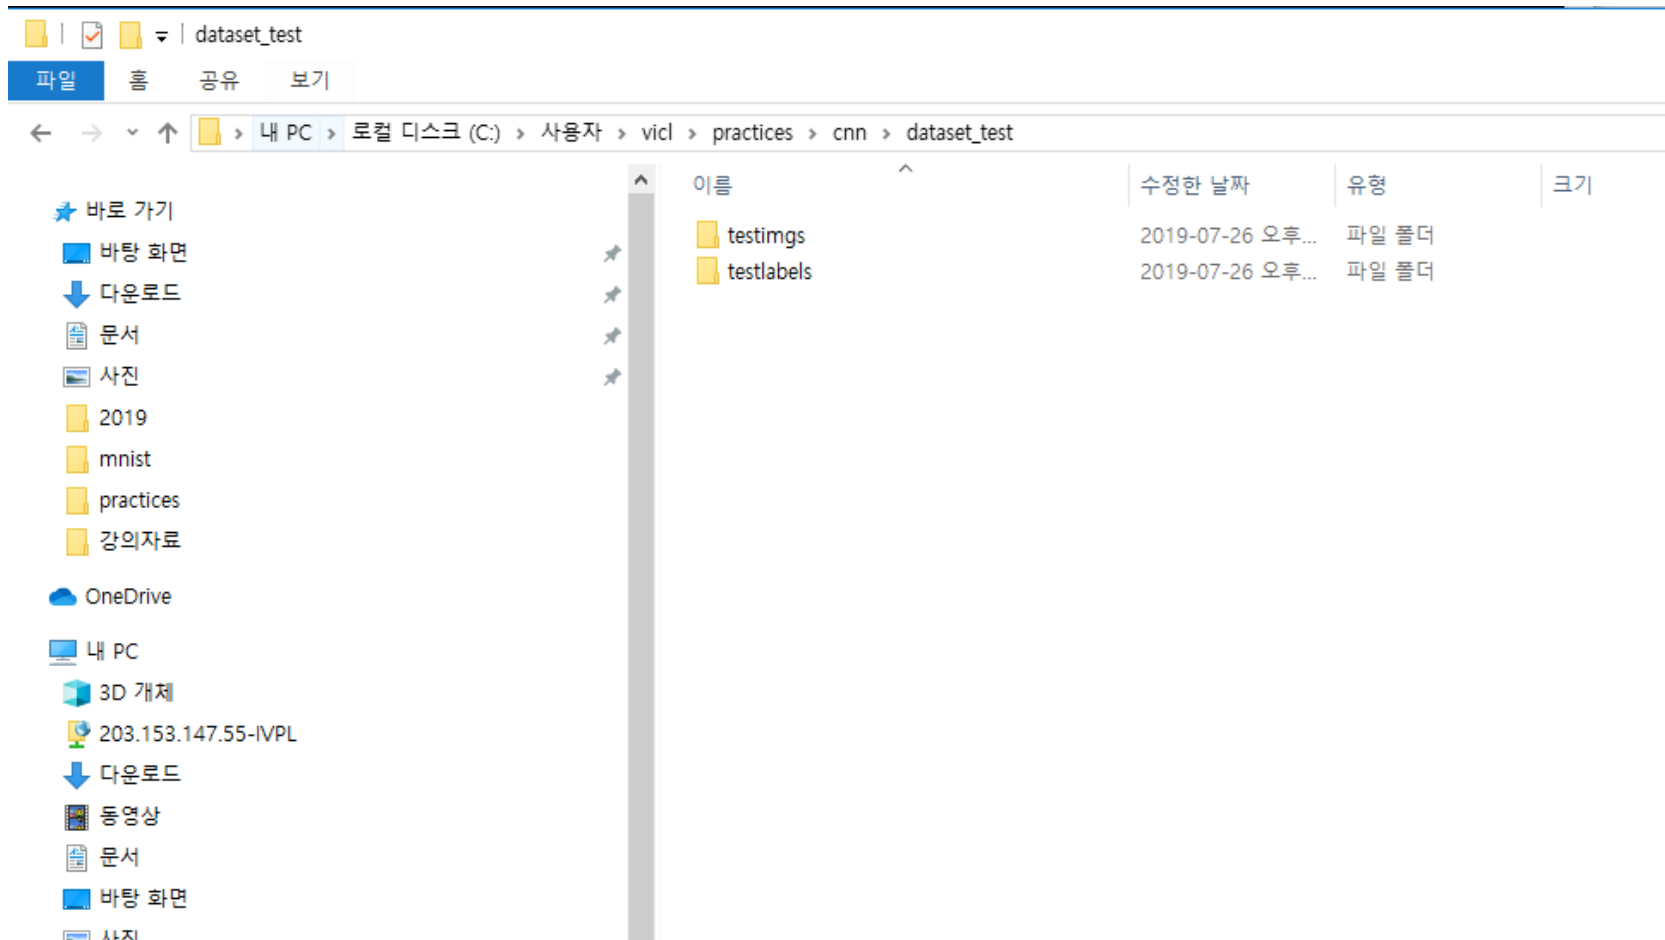 dataset_test
파일 홈 공유 보기
내 PC 로컬 디스크 (C:) 사용자 vicl practices cnn dataset_test
이름 수정한 날짜 유형 크기
testimgs 2019-07-26 오후... 파일 폴더
testlabels 2019-07-26 오후... 파일 폴더
바로 가기
바탕 화면
다운로드
문서
사진
2019
mnist
practices
강의자료
OneDrive
내 PC
3D 개체
203.153.147.55-IVPL
다운로드
동영상
문서
바탕 화면
사진